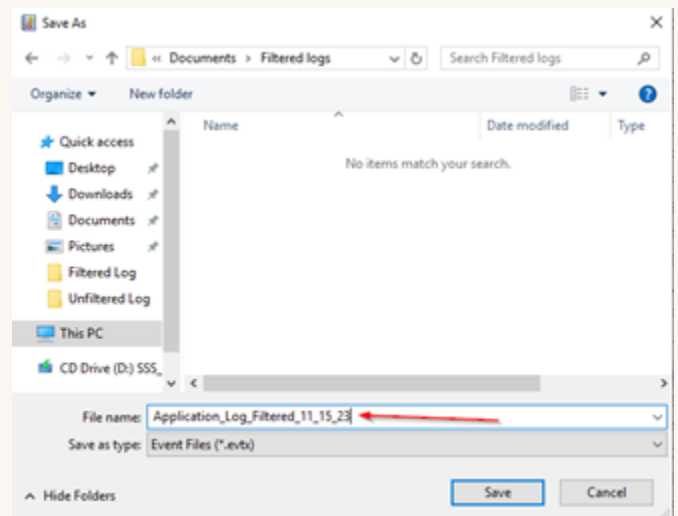 Save As
« Documents > Filtered logs
Search Filtered logs
Organize
New folder
Name
Date modified
Type
No items match your search.
Quick access
Desktop
Downloads
Documents
Pictures
Filtered Log
Unfiltered Log
This PC
CD Drive (D:) SSS_
File name: Application_Log_Filtered_11_15_23
Save as type: Event Files (*.evtx)
Hide Folders
Save
Cancel